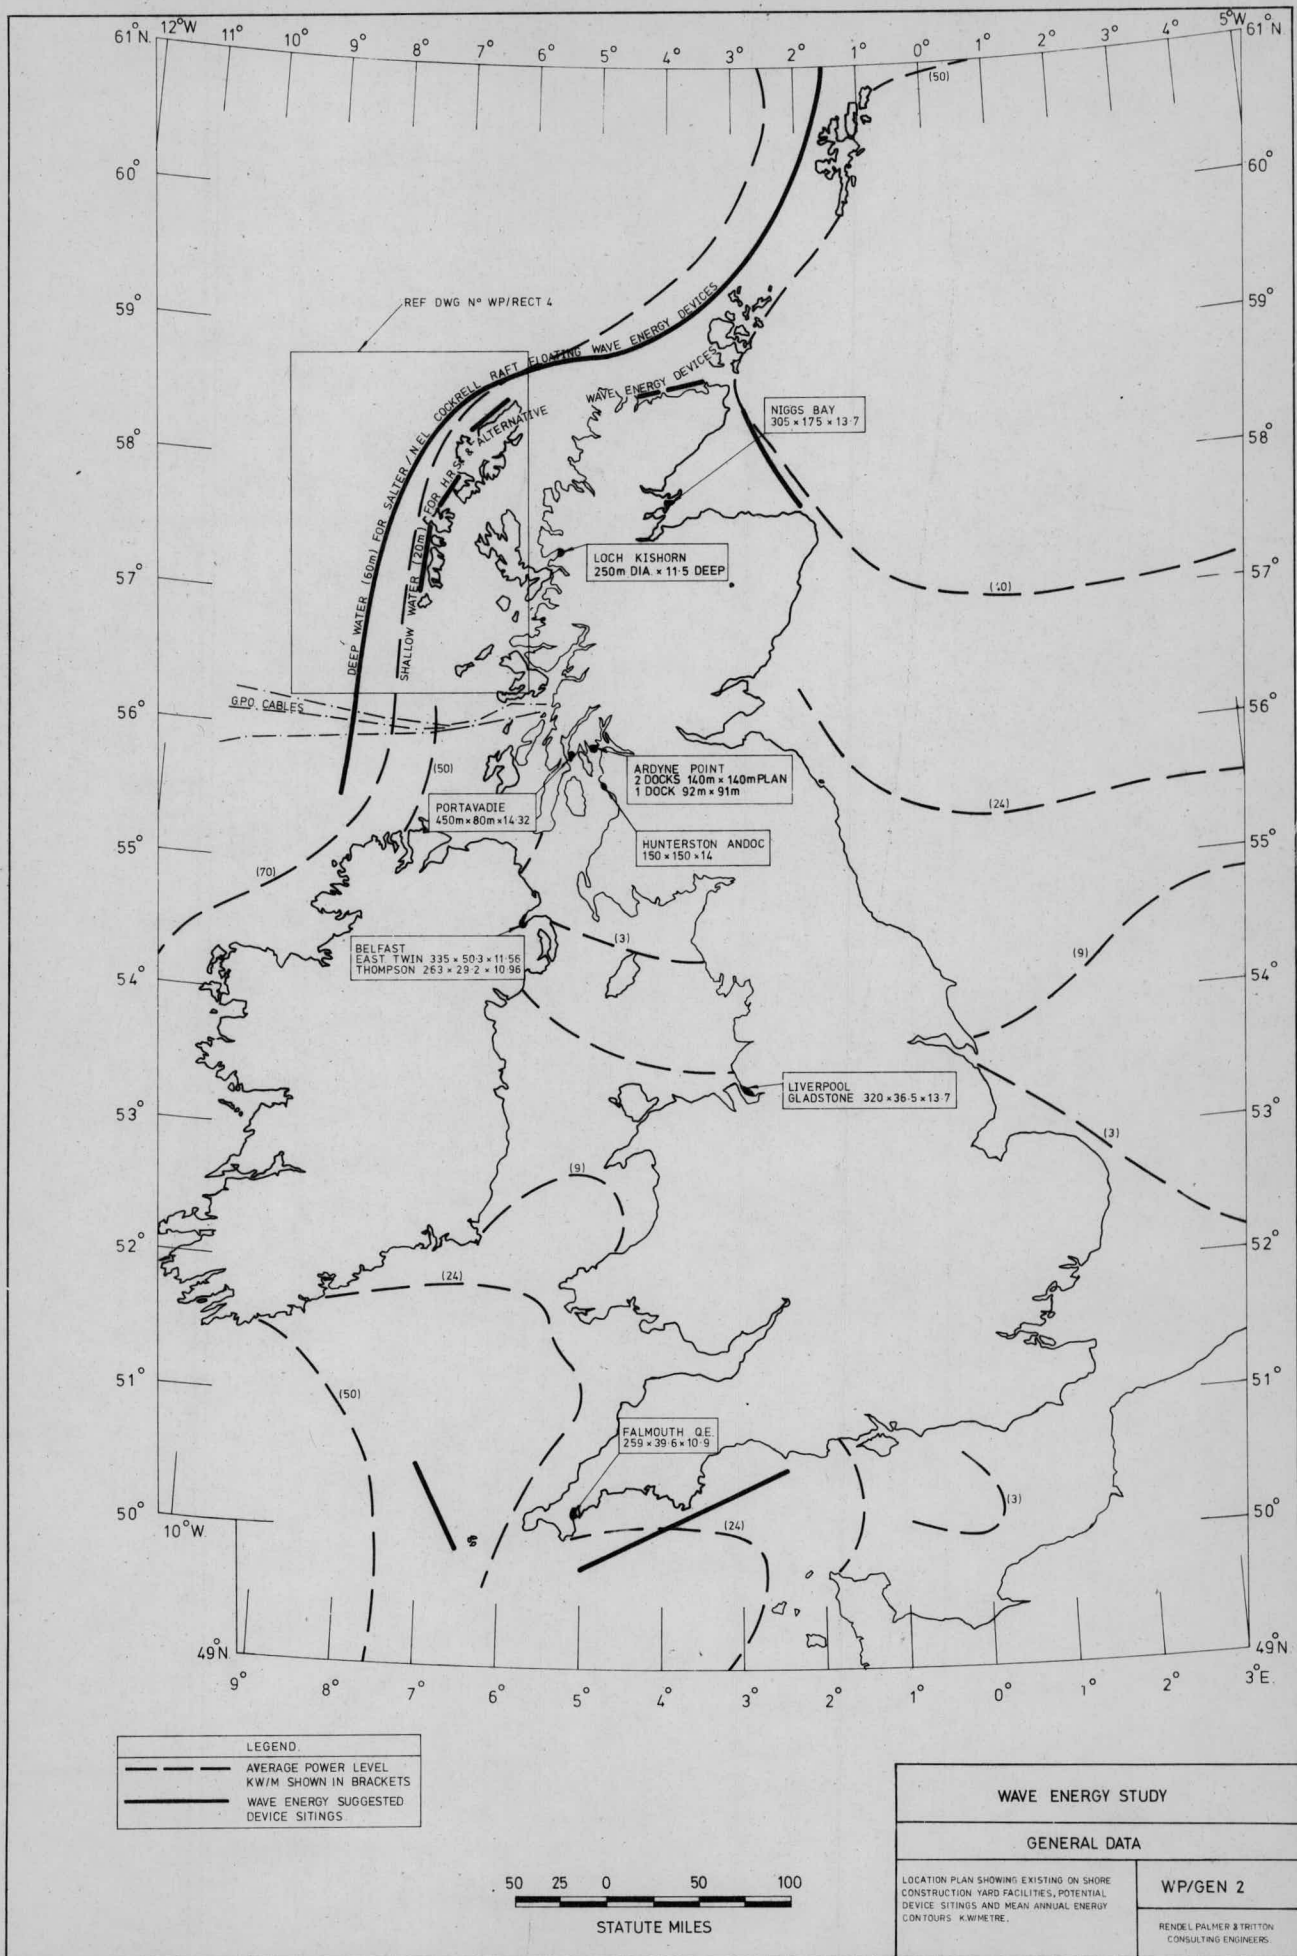 61°N. 12°W 11° 10° 9° 8° 7° 6° 5° 4° 3° 2° 1° 0° 1° 2° 3° 4° 5°W 61°N.
(50)
60° 60°
59° 59°
REF DWG Nº WP/RECT 4
DEEP WATER (60m) FOR SALTER / N.E.L. COCKRELL RAFT FLOATING WAVE ENERGY DEVICES
SHALLOW WATER (20m) FOR H.R.S. & ALTERNATIVE WAVE ENERGY DEVICES
NIGGS BAY
305 × 175 × 13·7
58° 58°
LOCH KISHORN
250m DIA. × 11·5 DEEP
57° 57°
(40)
G.P.O. CABLES
56° 56°
(50)
ARDYNE POINT
2 DOCKS 140m × 140m PLAN
1 DOCK 92m × 91m
PORTAVADIE
450m × 80m × 14·32
(24)
HUNTERSTON ANDOC
150 × 150 × 14
55° 55°
(70)
(3)
BELFAST
EAST TWIN 335 × 50·3 × 11·56
THOMPSON 263 × 29·2 × 10·96
(9)
54° 54°
LIVERPOOL
GLADSTONE 320 × 36·5 × 13·7
53° 53°
(3)
(9)
52° 52°
(24)
51° 51°
(50)
FALMOUTH Q.E.
259 × 39·6 × 10·9
50° 50°
(3)
(24)
10°W.
49°N. 49°N.
9° 8° 7° 6° 5° 4° 3° 2° 1° 0° 1° 2° 3°E.
LEGEND.
AVERAGE POWER LEVEL
KW/M SHOWN IN BRACKETS
WAVE ENERGY SUGGESTED
DEVICE SITINGS
50 25 0 50 100
STATUTE MILES
WAVE ENERGY STUDY
GENERAL DATA
LOCATION PLAN SHOWING EXISTING ON SHORE
CONSTRUCTION YARD FACILITIES, POTENTIAL
DEVICE SITINGS AND MEAN ANNUAL ENERGY
CONTOURS K.W/METRE.
WP/GEN 2
RENDEL PALMER & TRITTON
CONSULTING ENGINEERS